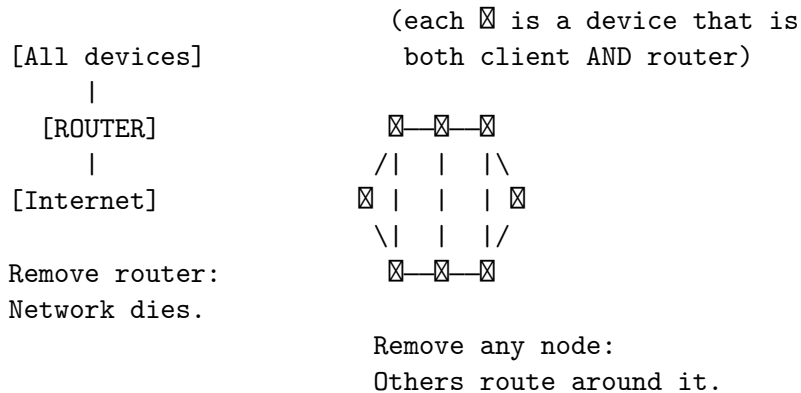 (each ☒ is a device that is
[All devices] both client AND router)
|
[ROUTER] ☒——☒——☒
| /| | |\
[Internet] ☒ | | | ☒
\| | |/
Remove router: ☒——☒——☒
Network dies.
Remove any node:
Others route around it.